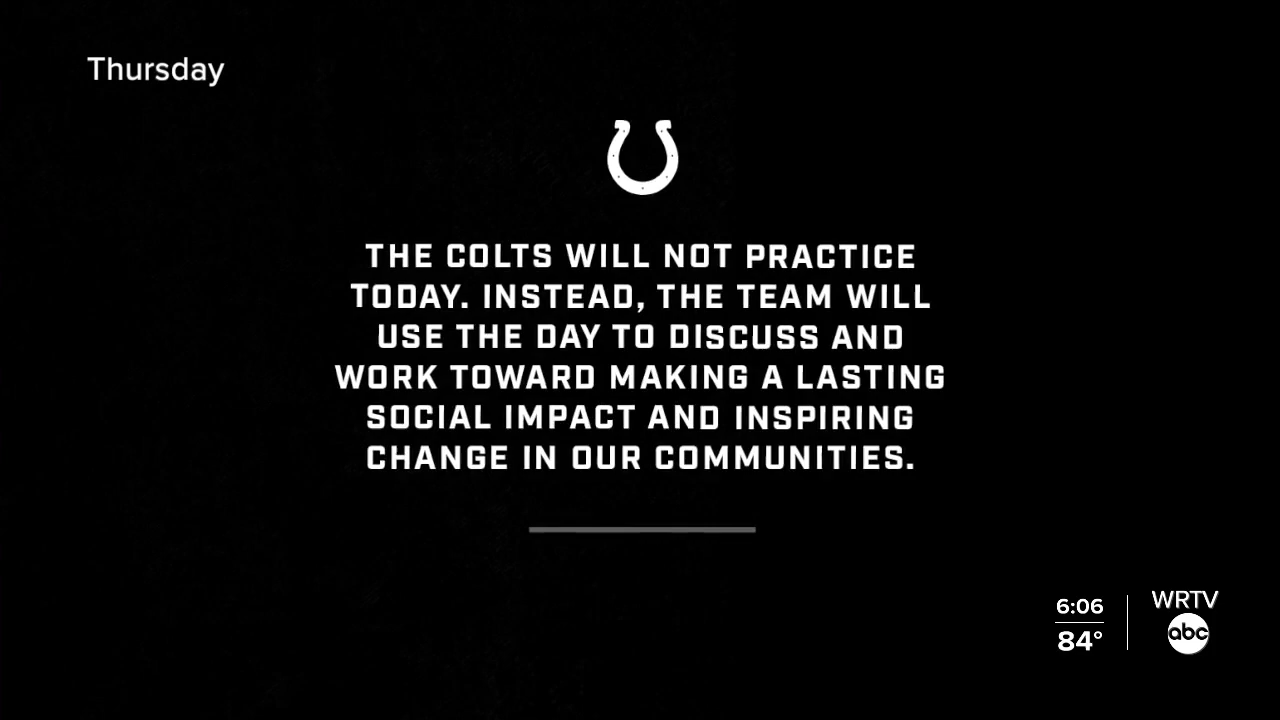 Thursday
THE COLTS WILL NOT PRACTICE
TODAY. INSTEAD, THE TEAM WILL
USE THE DAY TO DISCUSS AND
WORK TOWARD MAKING A LASTING
SOCIAL IMPACT AND INSPIRING
CHANGE IN OUR COMMUNITIES.
6:06
84°
WRTV
abc